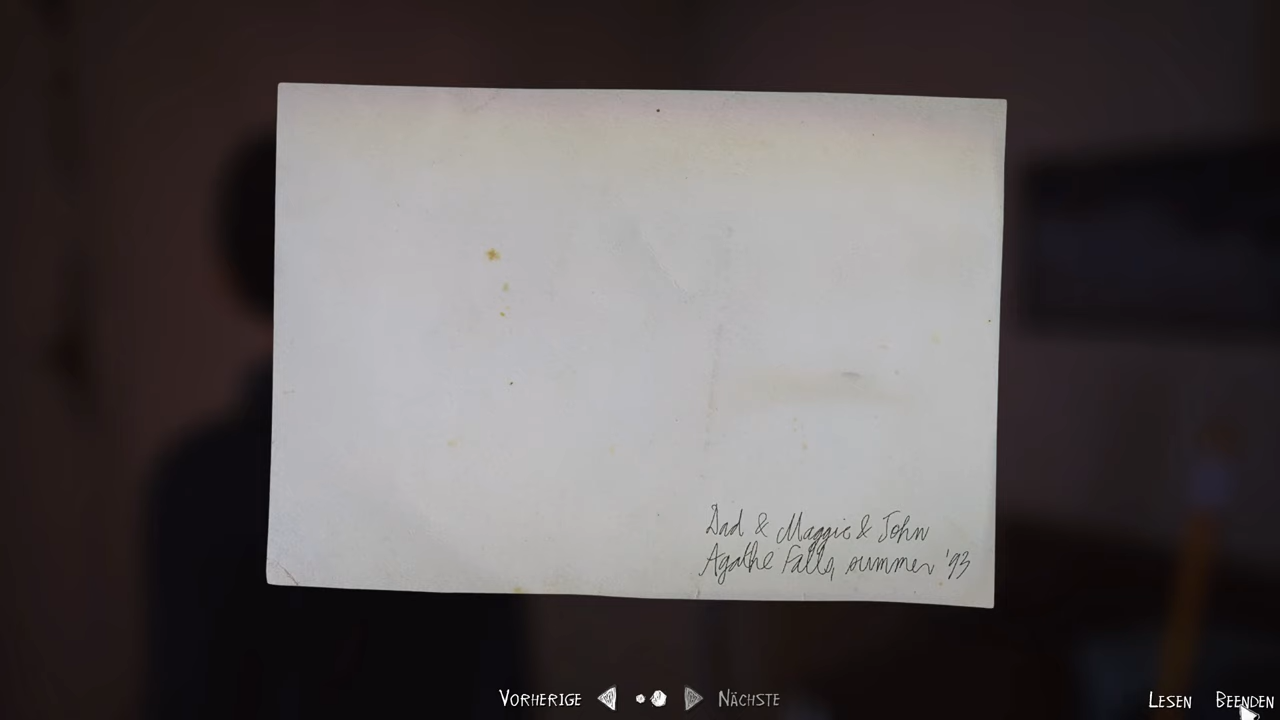 Dad & Maggie & John
Agathe Falls, summer '93
VORHERIGE
NÄCHSTE
LESEN
BEENDEN